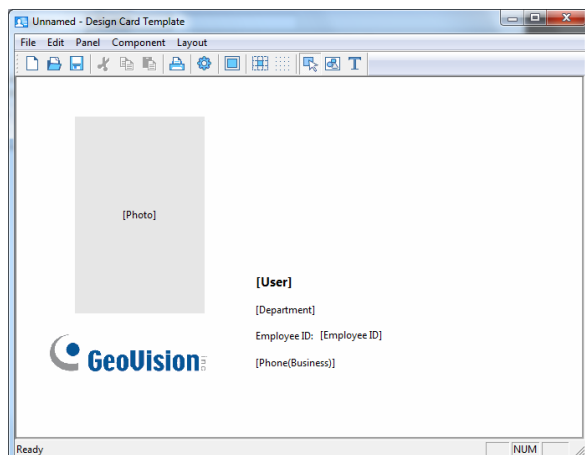 Unnamed - Design Card Template
File Edit Panel Component Layout
T
[Photo]
[User]
[Department]
Employee ID: [Employee ID]
[Phone(Business)]
GeoVision inc
Ready
NUM